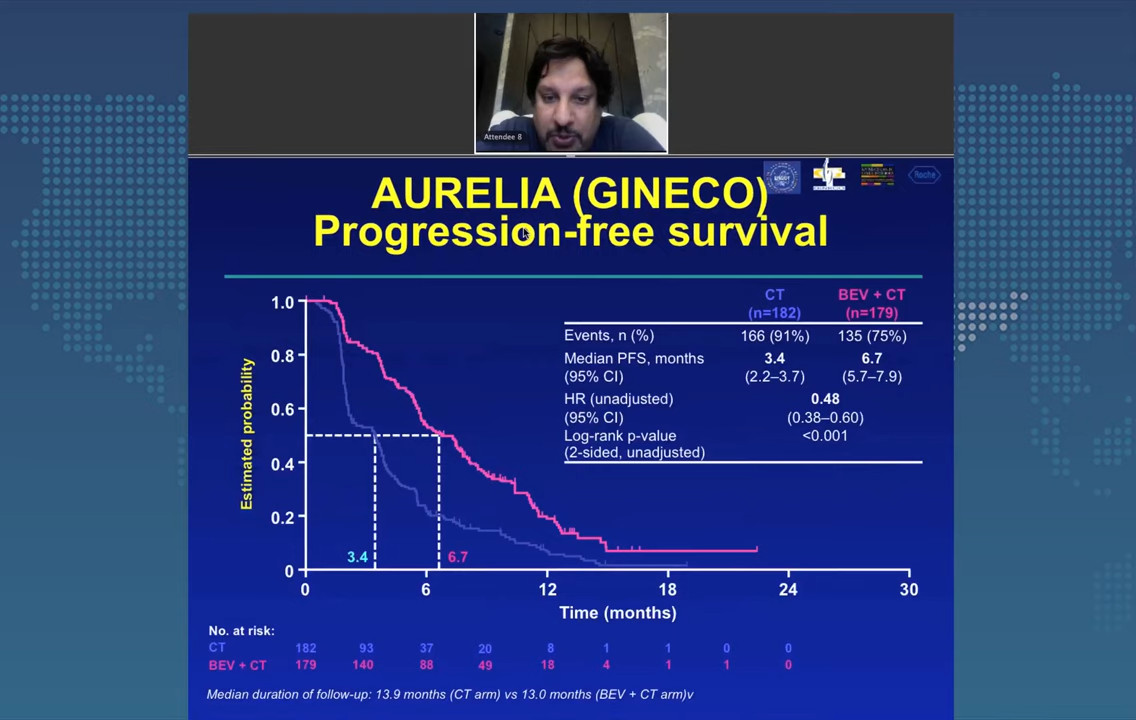 Attendee 8
AURELIA (GINECO)
Progression-free survival
Roche
CT BEV + CT
(n=182) (n=179)
Events, n (%) 166 (91%) 135 (75%)
Median PFS, months 3.4 6.7
(95% CI) (2.2–3.7) (5.7–7.9)
HR (unadjusted) 0.48
(95% CI) (0.38–0.60)
Log-rank p-value <0.001
(2-sided, unadjusted)
Estimated probability
1.0
0.8
0.6
0.4
0.2
0
3.4 6.7
0 6 12 18 24 30
Time (months)
No. at risk:
CT 182 93 37 20 8 1 1 0 0
BEV + CT 179 140 88 49 18 4 1 1 0
Median duration of follow-up: 13.9 months (CT arm) vs 13.0 months (BEV + CT arm)v